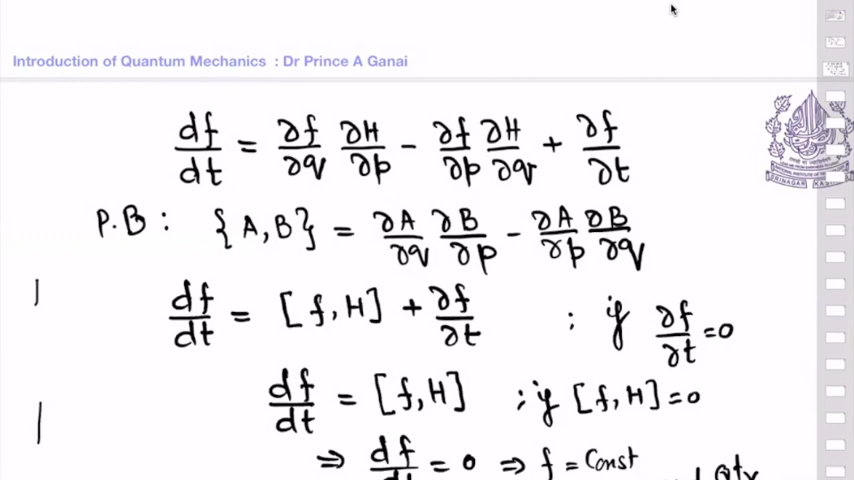 Introduction of Quantum Mechanics : Dr Prince A Ganai
df/dt = ∂f/∂q ∂H/∂p - ∂f/∂p ∂H/∂q + ∂f/∂t
P.B : {A,B} = ∂A/∂q ∂B/∂p - ∂A/∂p ∂B/∂q
df/dt = [f,H] + ∂f/∂t ; if ∂f/∂t = 0
df/dt = [f,H] ; if [f,H] = 0
⇒ df/dt = 0 ⇒ f = Const